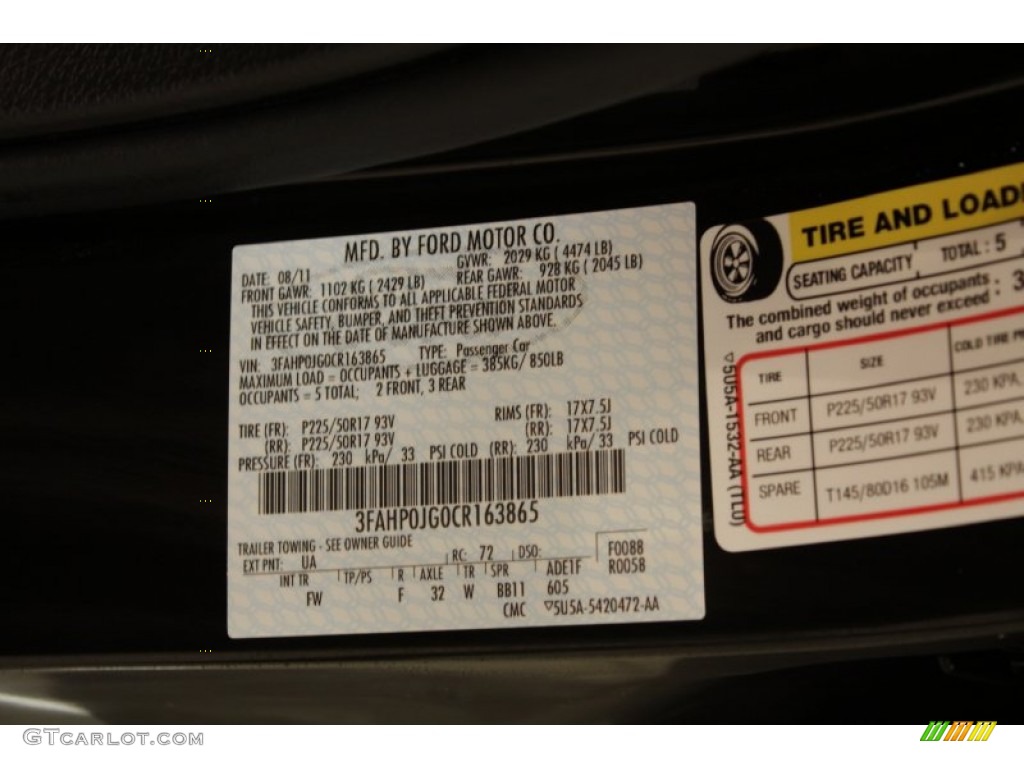 MFD. BY FORD MOTOR CO.
DATE: 08/11 GVWR: 2029 KG ( 4474 LB)
FRONT GAWR: 1102 KG ( 2429 LB) REAR GAWR: 928 KG ( 2045 LB)
THIS VEHICLE CONFORMS TO ALL APPLICABLE FEDERAL MOTOR
VEHICLE SAFETY, BUMPER, AND THEFT PREVENTION STANDARDS
IN EFFECT ON THE DATE OF MANUFACTURE SHOWN ABOVE.
VIN: 3FAHP0JG0CR163865 TYPE: Passenger Car
MAXIMUM LOAD = OCCUPANTS + LUGGAGE = 385KG/ 850LB
OCCUPANTS = 5 TOTAL; 2 FRONT, 3 REAR
TIRE (FR): P225/50R17 93V RIMS (FR): 17X7.5J
(RR): P225/50R17 93V (RR): 17X7.5J
PRESSURE (FR): 230 kPa/ 33 PSI COLD (RR): 230 kPa/ 33 PSI COLD
3FAHP0JG0CR163865
TRAILER TOWING - SEE OWNER GUIDE
EXT PNT: UA RC: 72 DSO: F0088
INT TR TP/PS R AXLE TR SPR ADE1F R0058
FW F 32 W BB11 605
CMC ▽5U5A-5420472-AA
TIRE AND LOADI
SEATING CAPACITY TOTAL : 5
The combined weight of occupants : 3
and cargo should never exceed :
TIRE SIZE COLD TIRE P
FRONT P225/50R17 93V 230 KPA,
REAR P225/50R17 93V 230 KPA,
SPARE T145/80D16 105M 415 KPA
▽5U5A-1532-AA (TL0)
GTCarlot.com